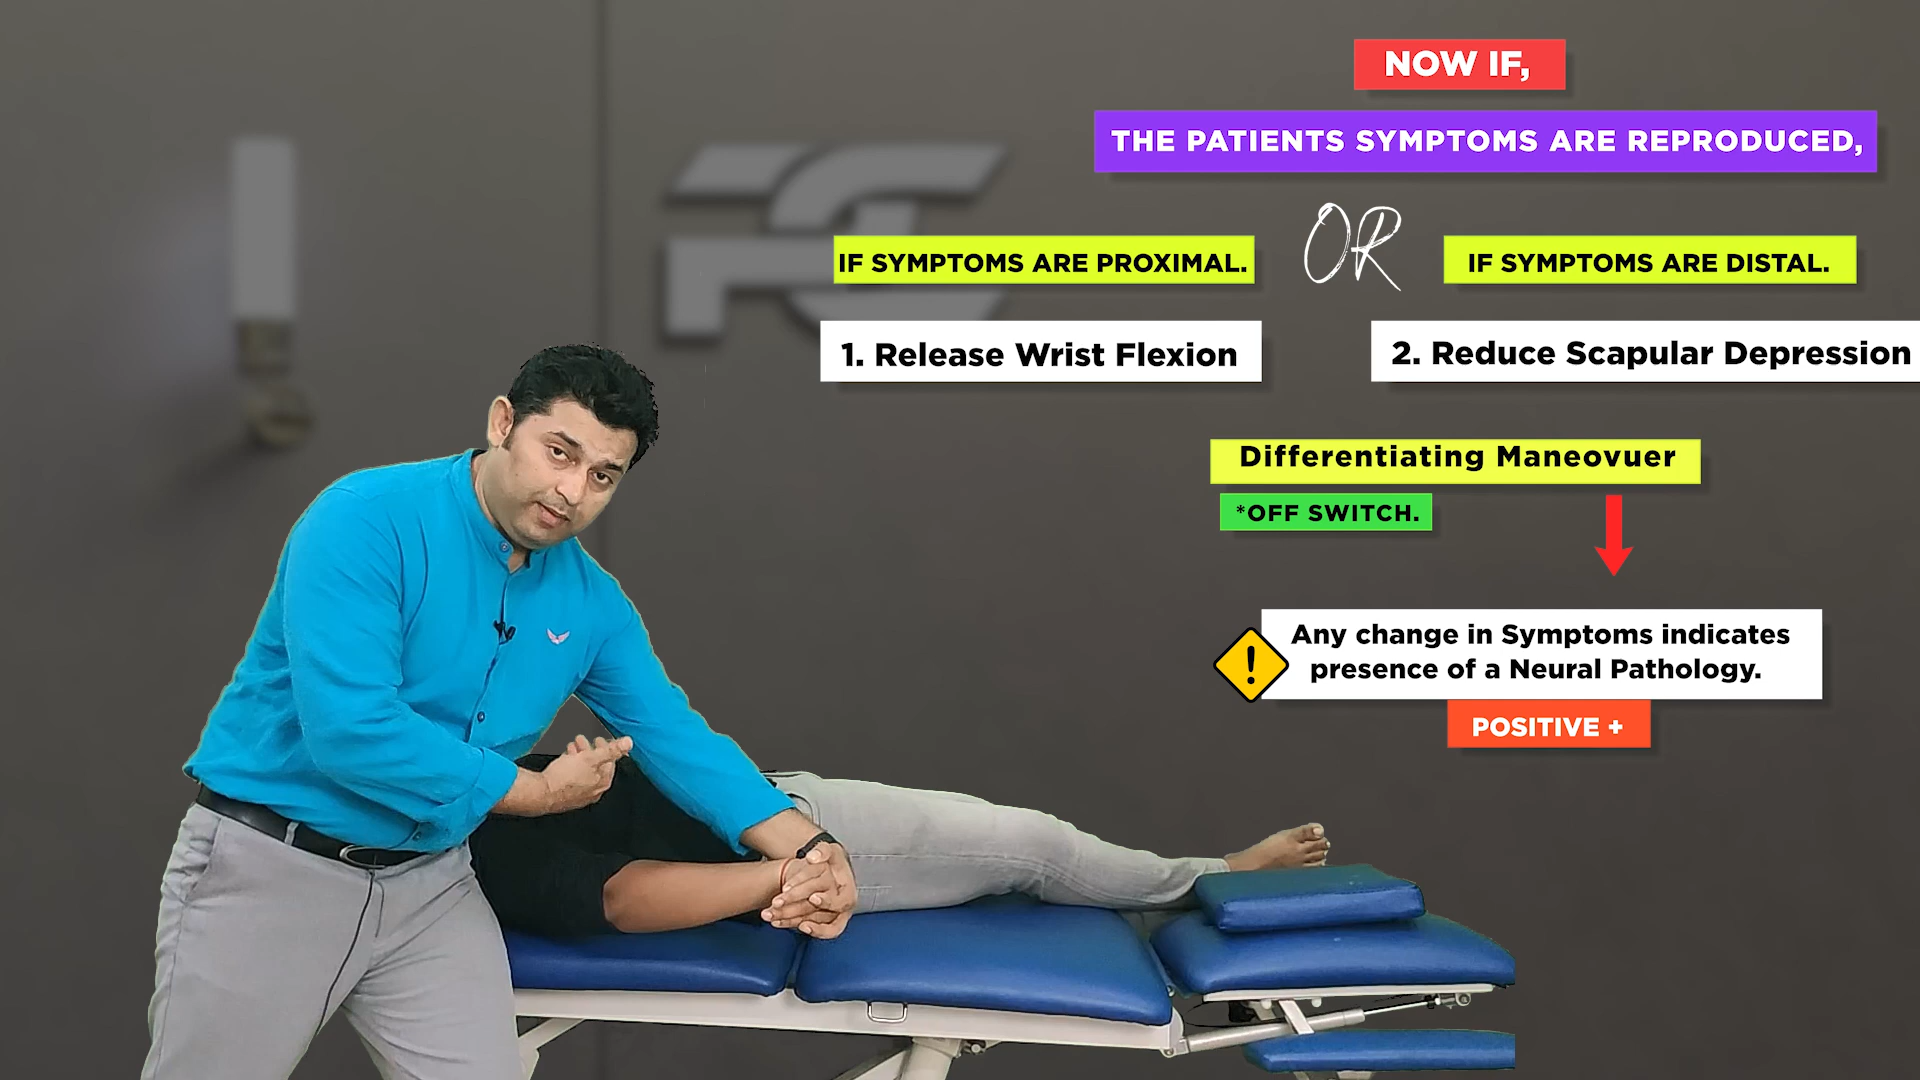 NOW IF,
THE PATIENTS SYMPTOMS ARE REPRODUCED,
IF SYMPTOMS ARE PROXIMAL.
OR
IF SYMPTOMS ARE DISTAL.
1. Release Wrist Flexion
2. Reduce Scapular Depression
Differentiating Maneovuer
*OFF SWITCH.
Any change in Symptoms indicates
presence of a Neural Pathology.
POSITIVE +